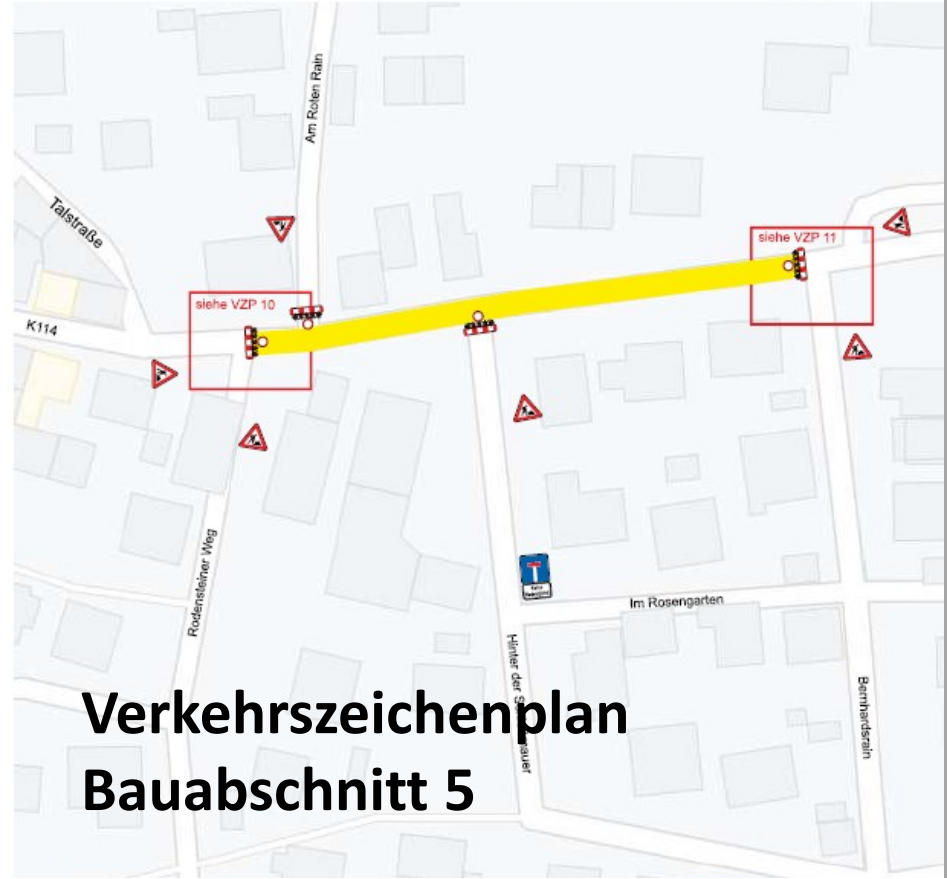 Am Roten Rain
Talstraße
siehe VZP 11
siehe VZP 10
K114
Rodensteiner Weg
Im Rosengarten
Hinter der
Bernhardsrain
Verkehrszeichenplan
Bauabschnitt 5